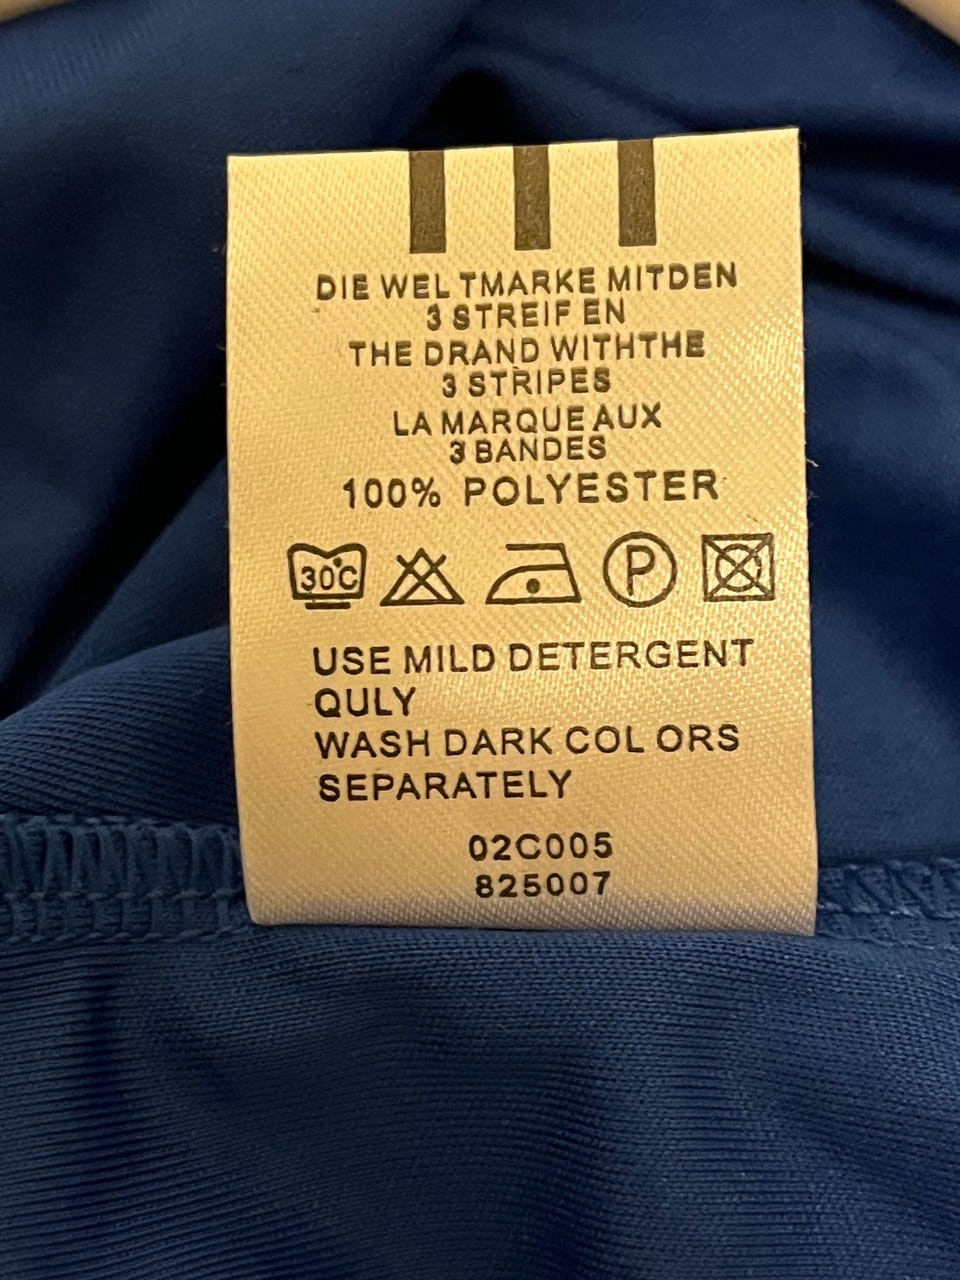 DIE WEL TMARKE MITDEN
3 STREIF EN
THE DRAND WITHTHE
3 STRIPES
LA MARQUE AUX
3 BANDES
100% POLYESTER
30°C P
USE MILD DETERGENT
QULY
WASH DARK COL ORS
SEPARATELY
02C005
825007